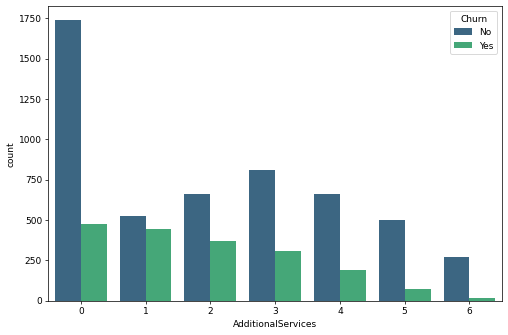 Churn
No
Yes
1750
1500
1250
1000
750
500
250
0
count
0 1 2 3 4 5 6
AdditionalServices